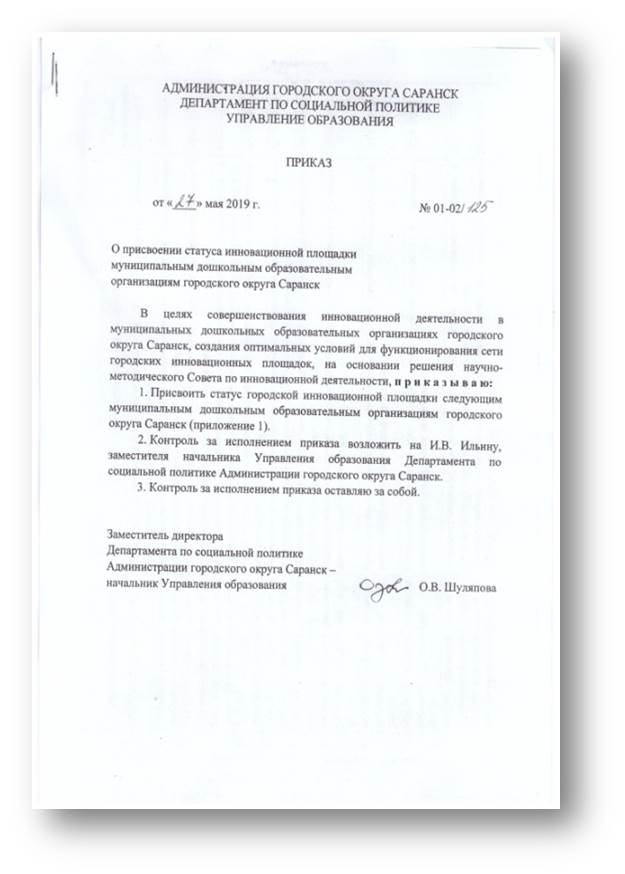 АДМИНИСТРАЦИЯ ГОРОДСКОГО ОКРУГА САРАНСК
ДЕПАРТАМЕНТ ПО СОЦИАЛЬНОЙ ПОЛИТИКЕ
УПРАВЛЕНИЕ ОБРАЗОВАНИЯ
ПРИКАЗ
от «27» мая 2019 г. № 01-02/125
О присвоении статуса инновационной площадки
муниципальным дошкольным образовательным
организациям городского округа Саранск
В целях совершенствования инновационной деятельности в
муниципальных дошкольных образовательных организациях городского
округа Саранск, создания оптимальных условий для функционирования сети
городских инновационных площадок, на основании решения научно-
методического Совета по инновационной деятельности, п р и к а з ы в а ю:
1. Присвоить статус городской инновационной площадки следующим
муниципальным дошкольным образовательным организациям городского
округа Саранск (приложение 1).
2. Контроль за исполнением приказа возложить на И.В. Ильину,
заместителя начальника Управления образования Департамента по
социальной политике Администрации городского округа Саранск.
3. Контроль за исполнением приказа оставляю за собой.
Заместитель директора
Департамента по социальной политике
Администрации городского округа Саранск –
начальник Управления образования О.В. Шуляпова